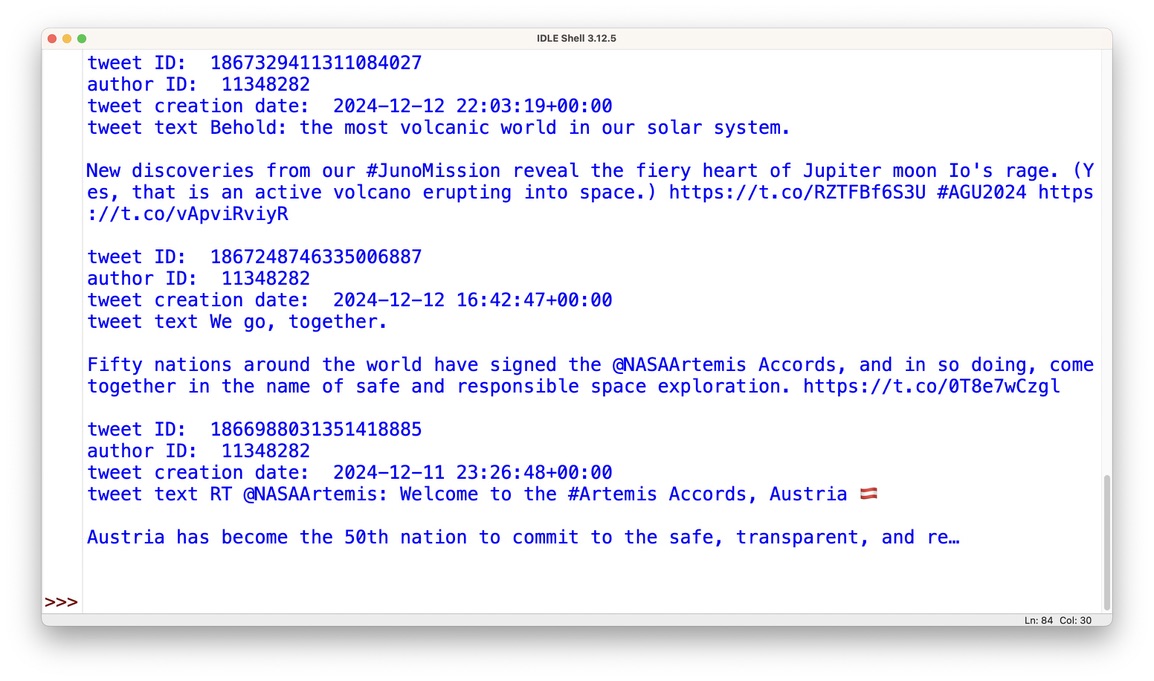 IDLE Shell 3.12.5
tweet ID:  1867329411311084027
author ID:  11348282
tweet creation date:  2024-12-12 22:03:19+00:00
tweet text Behold: the most volcanic world in our solar system.
New discoveries from our #JunoMission reveal the fiery heart of Jupiter moon Io's rage. (Y
es, that is an active volcano erupting into space.) https://t.co/RZTFBf6S3U #AGU2024 https
://t.co/vApviRviyR
tweet ID:  1867248746335006887
author ID:  11348282
tweet creation date:  2024-12-12 16:42:47+00:00
tweet text We go, together.
Fifty nations around the world have signed the @NASAArtemis Accords, and in so doing, come
together in the name of safe and responsible space exploration. https://t.co/0T8e7wCzgl
tweet ID:  1866988031351418885
author ID:  11348282
tweet creation date:  2024-12-11 23:26:48+00:00
tweet text RT @NASAArtemis: Welcome to the #Artemis Accords, Austria 🇦🇹
Austria has become the 50th nation to commit to the safe, transparent, and re…
>>>
Ln: 84  Col: 30